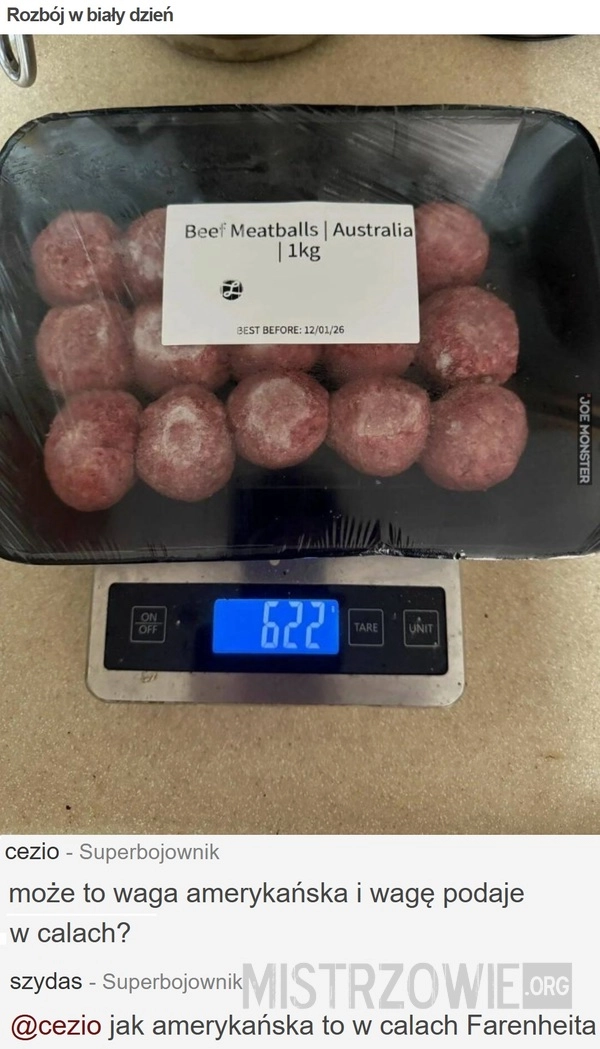 Rozbój w biały dzień
Beef Meatballs | Australia
| 1kg
BEST BEFORE: 12/01/26
JOE MONSTER
ON
OFF
622
TARE
UNIT
cezio - Superbojownik
może to waga amerykańska i wagę podaje
w calach?
szydas - Superbojownik
MISTRZOWIE.ORG
@cezio jak amerykańska to w calach Farenheita